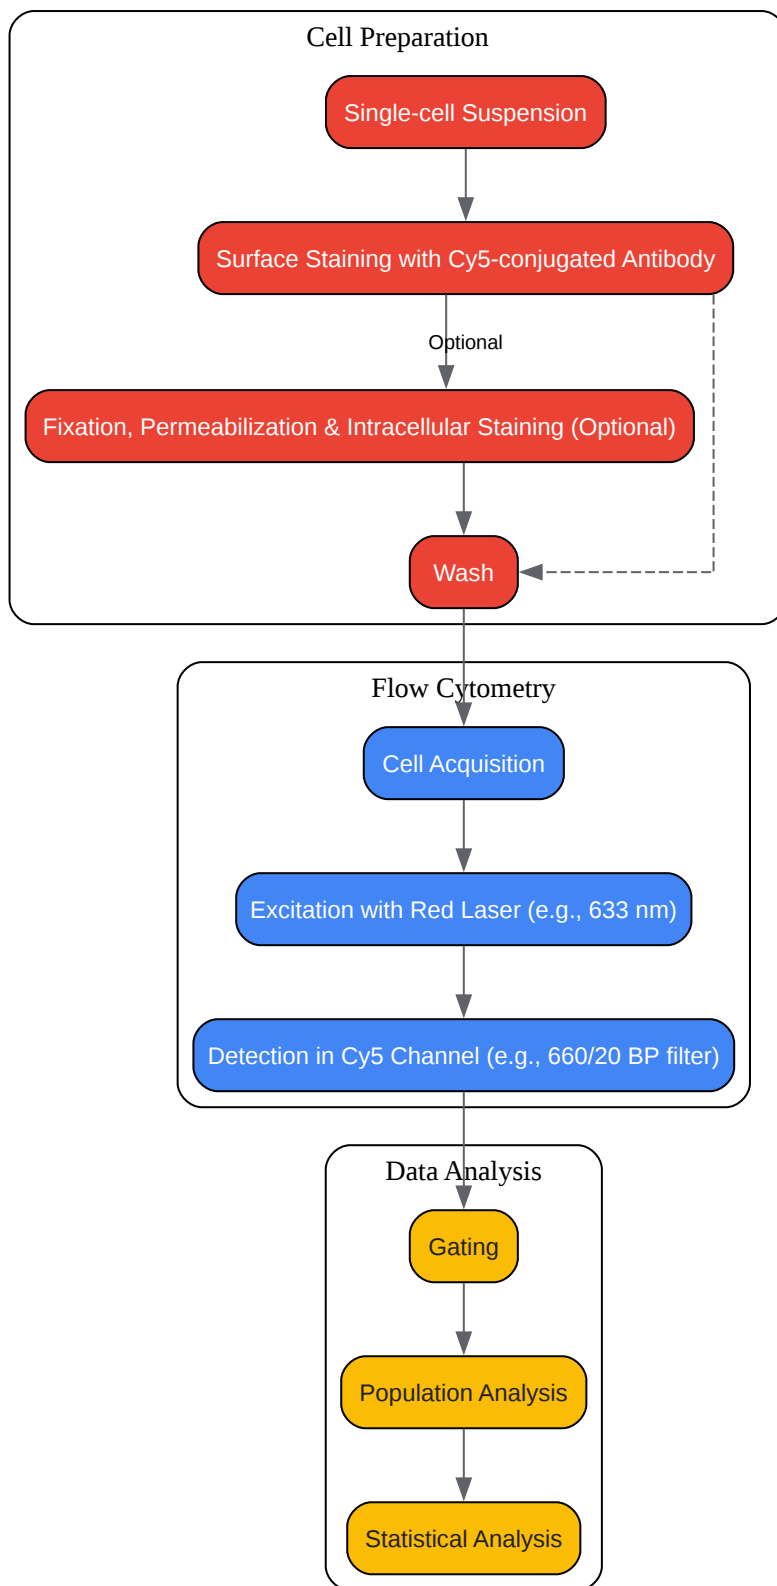 Cell Preparation
Single-cell Suspension
Surface Staining with Cy5-conjugated Antibody
Optional
Fixation, Permeabilization & Intracellular Staining (Optional)
Wash
Flow Cytometry
Cell Acquisition
Excitation with Red Laser (e.g., 633 nm)
Detection in Cy5 Channel (e.g., 660/20 BP filter)
Data Analysis
Gating
Population Analysis
Statistical Analysis